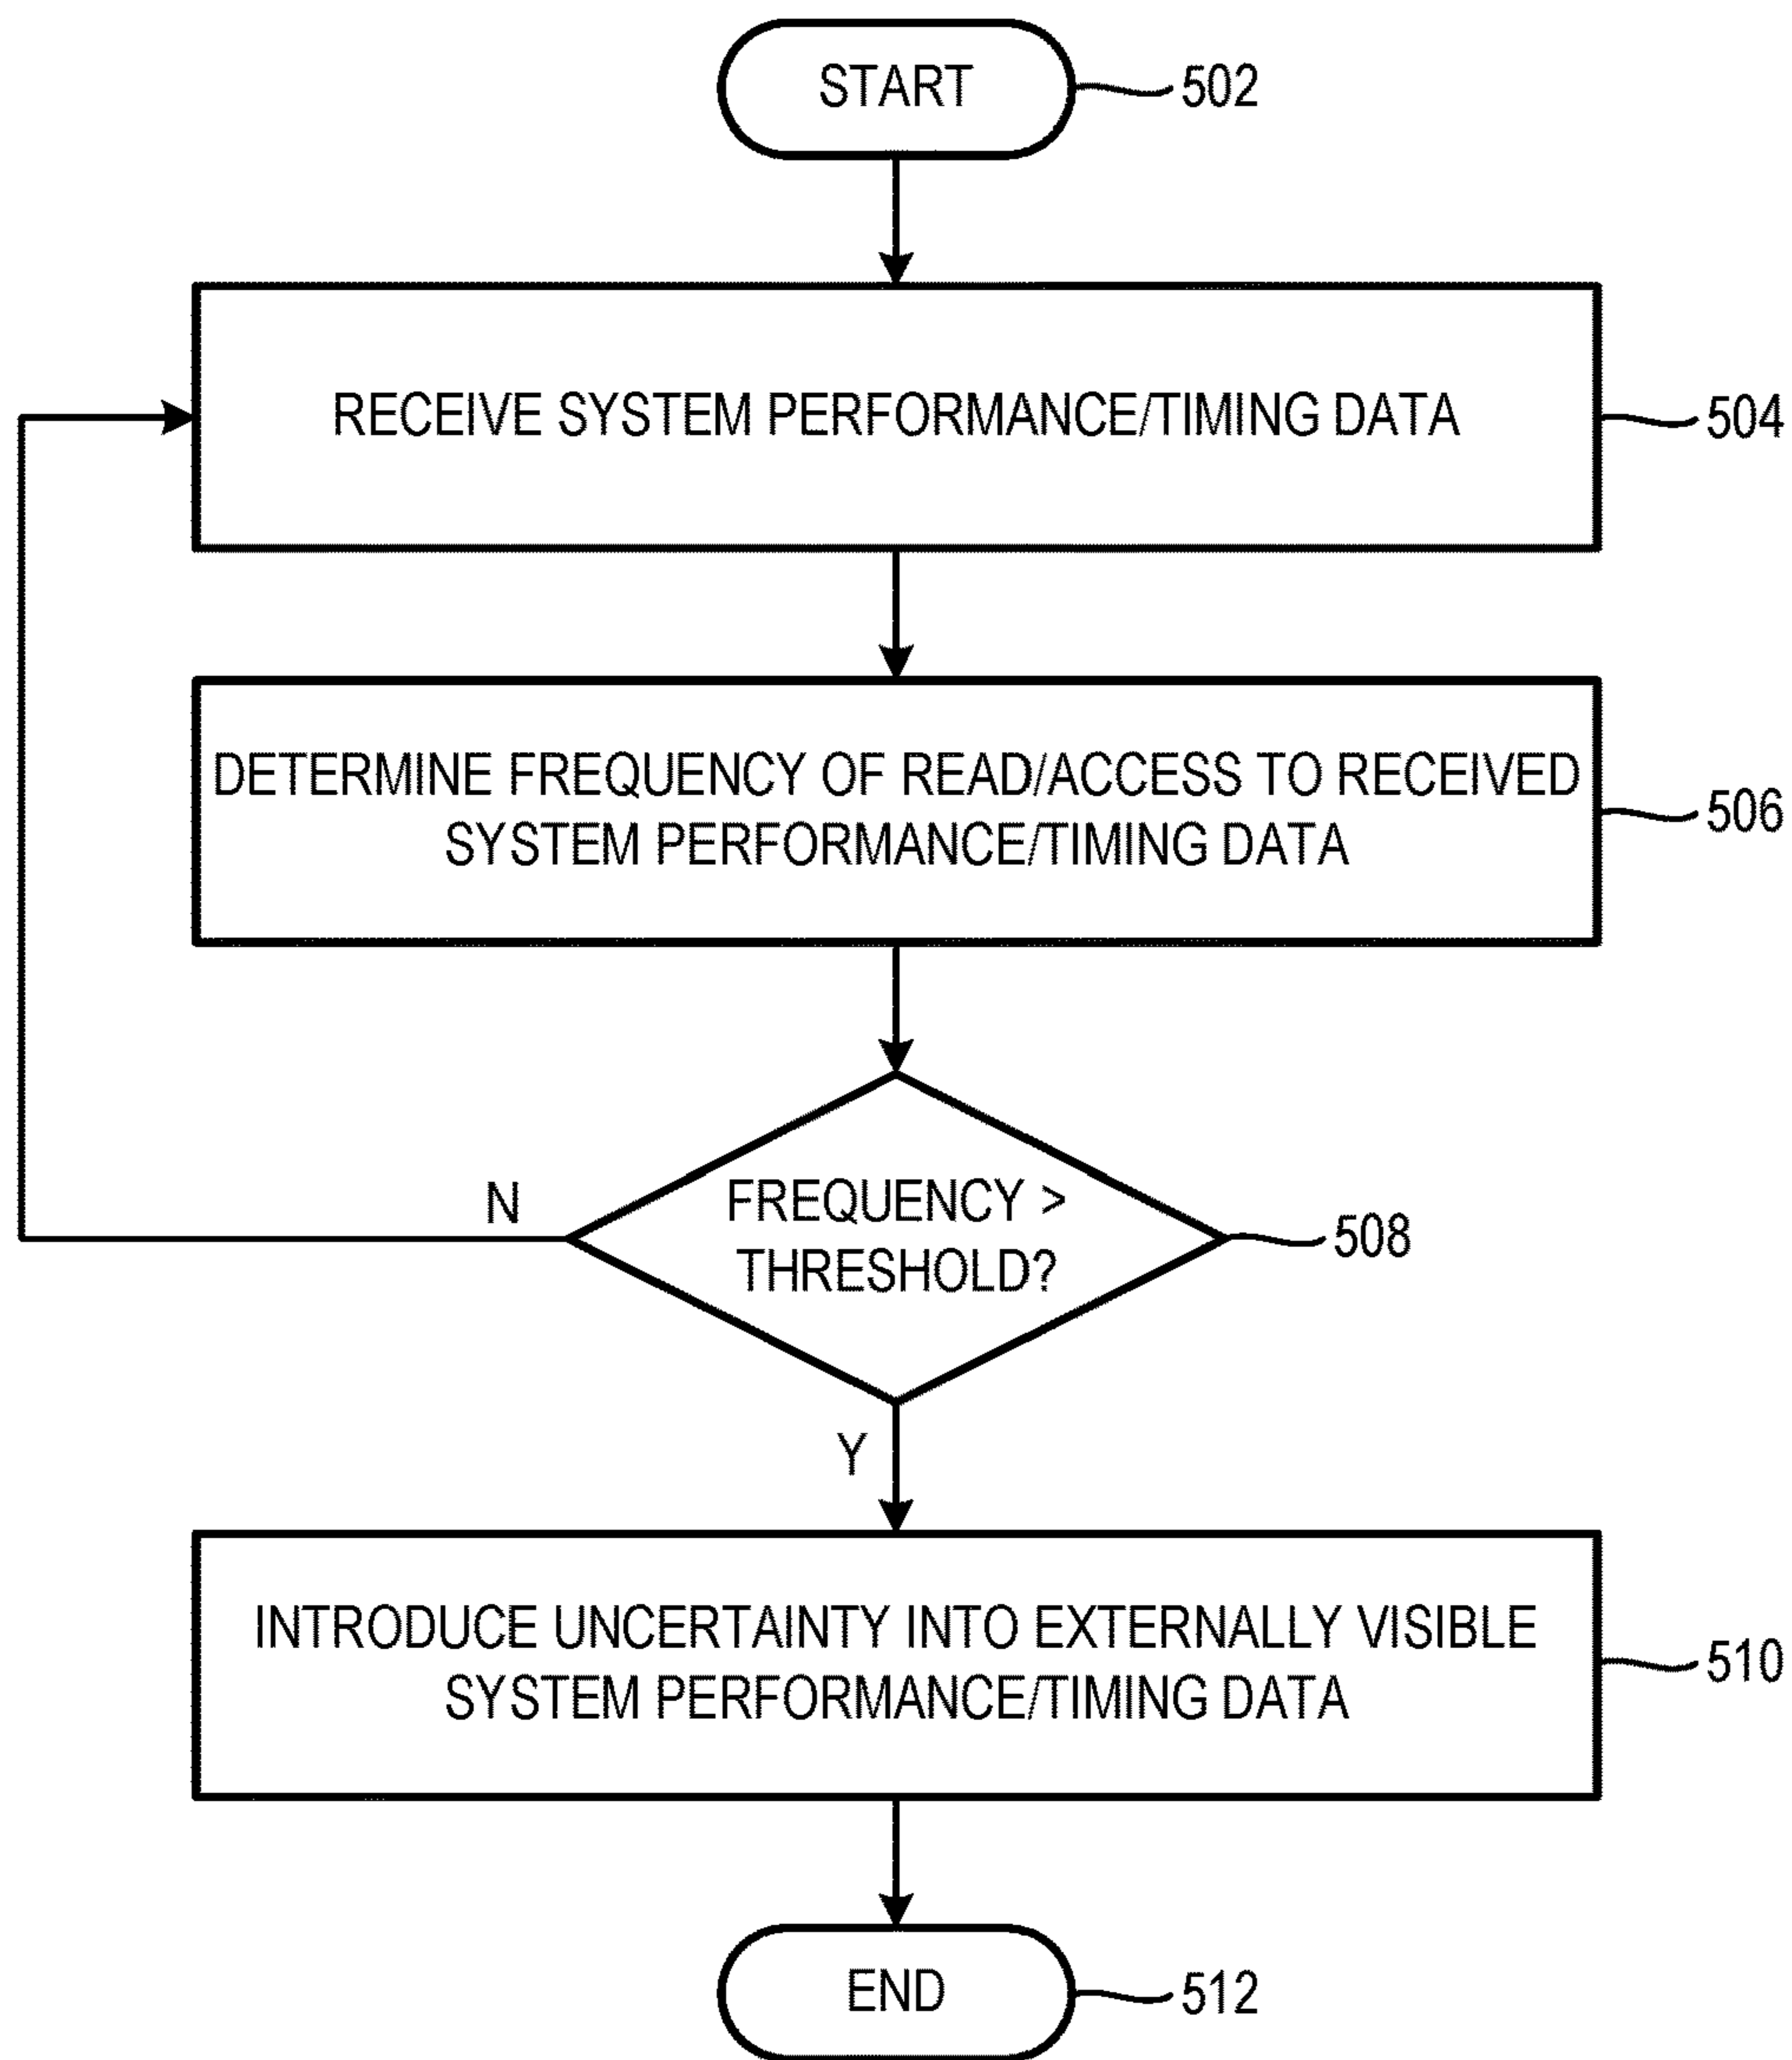 START
502
RECEIVE SYSTEM PERFORMANCE/TIMING DATA
504
DETERMINE FREQUENCY OF READ/ACCESS TO RECEIVED
SYSTEM PERFORMANCE/TIMING DATA
506
N
FREQUENCY >
THRESHOLD?
508
Y
INTRODUCE UNCERTAINTY INTO EXTERNALLY VISIBLE
SYSTEM PERFORMANCE/TIMING DATA
510
END
512